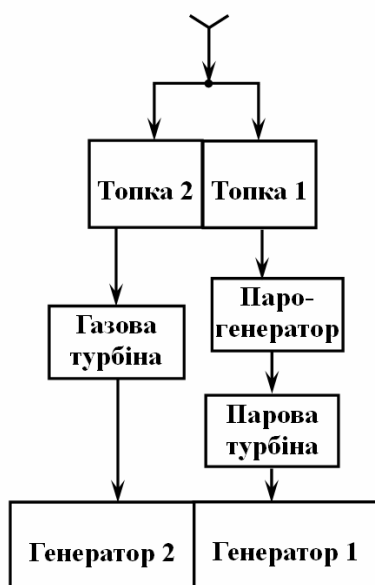 Топка 2
Топка 1
Газова
турбіна
Паро-
генератор
Парова
турбіна
Генератор 2
Генератор 1